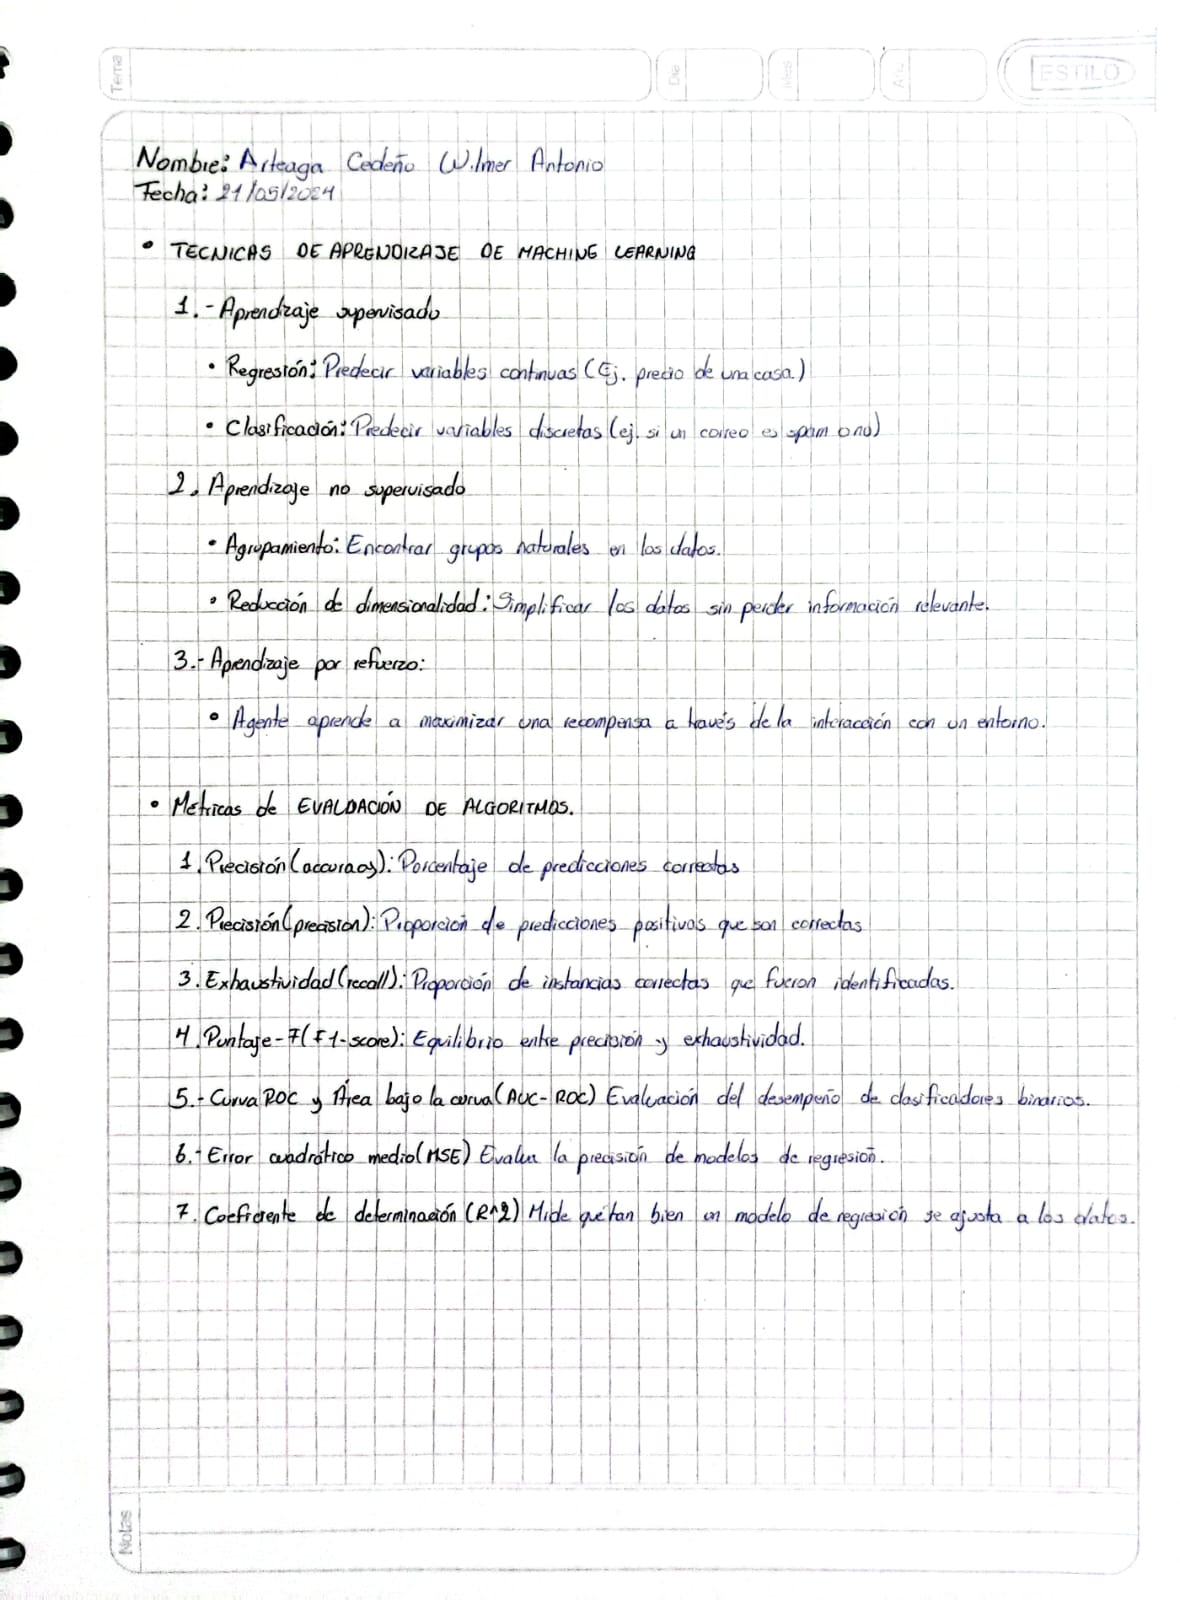 Tema
Dia
Mes
Año
ESTILO
Nombre: Arteaga Cedeño Wilmer Antonio
Fecha: 21/05/2024
• TECNICAS DE APRENDIZAJE DE MACHINE LEARNING
1.- Aprendizaje supervisado
• Regresión: Predecir variables continuas (Ej. precio de una casa.)
• Clasificación: Predecir variables discretas (ej. si un correo es spam o no)
2. Aprendizaje no supervisado
• Agrupamiento: Encontrar grupos naturales en los datos.
• Reducción de dimensionalidad: Simplificar los datos sin perder información relevante.
3.- Aprendizaje por refuerzo:
• Agente aprende a maximizar una recompensa a través de la interacción con un entorno.
• Métricas de EVALUACIÓN DE ALGORITMOS.
1. Precisión (accuracy): Porcentaje de predicciones correctas
2. Precisión (precision): Proporción de predicciones positivas que son correctas
3. Exhaustividad (recall): Proporción de instancias correctas que fueron identificadas.
4. Puntaje-F (F1-score): Equilibrio entre precisión y exhaustividad.
5.- Curva ROC y Área bajo la curva (AUC-ROC) Evaluación del desempeño de clasificadores binarios.
6.- Error cuadrático medio (MSE) Evalua la precisión de modelos de regresión.
7. Coeficiente de determinación (R^2) Mide que tan bien un modelo de regresión se ajusta a los datos.
Notas